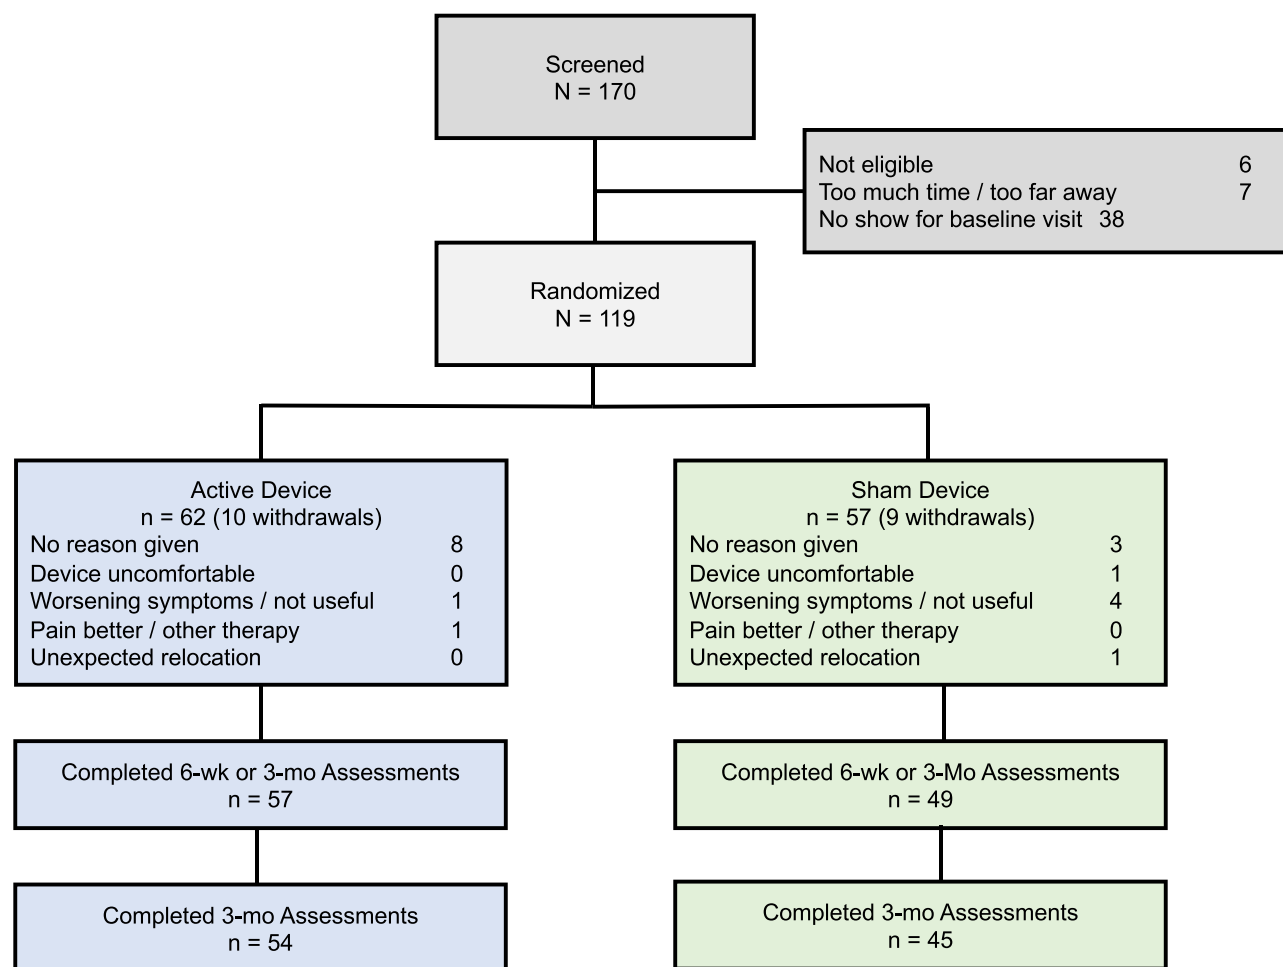 Screened
N = 170
Not eligible 6
Too much time / too far away 7
No show for baseline visit 38
Randomized
N = 119
Active Device
n = 62 (10 withdrawals)
No reason given 8
Device uncomfortable 0
Worsening symptoms / not useful 1
Pain better / other therapy 1
Unexpected relocation 0
Sham Device
n = 57 (9 withdrawals)
No reason given 3
Device uncomfortable 1
Worsening symptoms / not useful 4
Pain better / other therapy 0
Unexpected relocation 1
Completed 6-wk or 3-mo Assessments
n = 57
Completed 6-wk or 3-Mo Assessments
n = 49
Completed 3-mo Assessments
n = 54
Completed 3-mo Assessments
n = 45